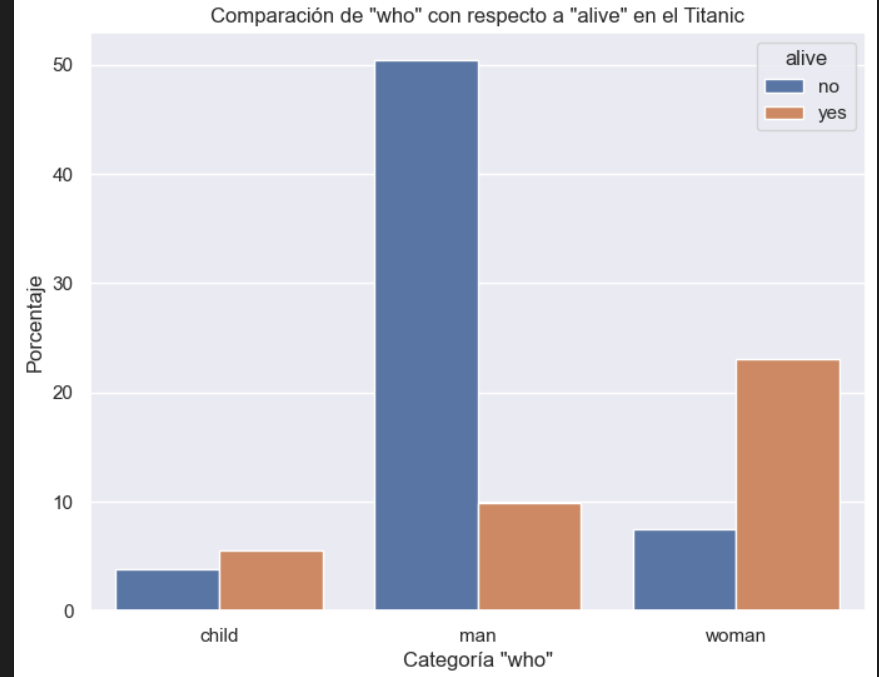 Comparación de "who" con respecto a "alive" en el Titanic
alive
no
yes
50
40
30
20
10
0
Porcentaje
child man woman
Categoría "who"